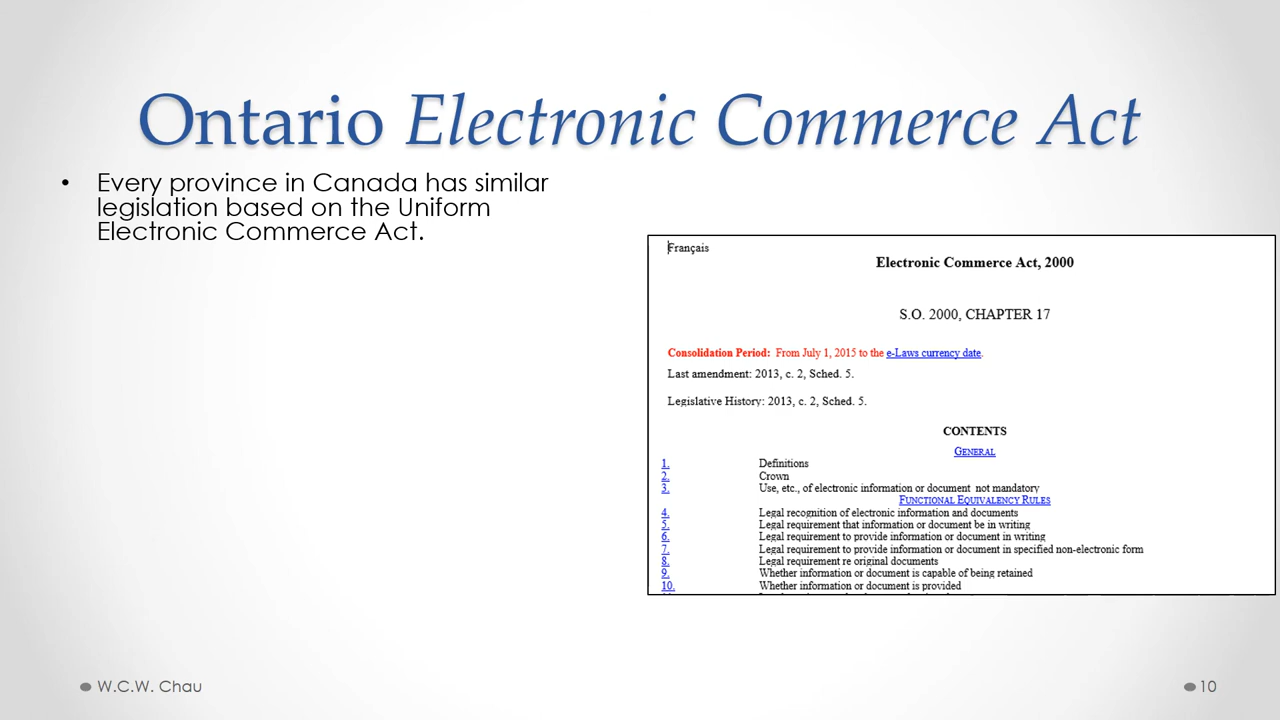 Ontario Electronic Commerce Act
• Every province in Canada has similar
legislation based on the Uniform
Electronic Commerce Act.
Français
Electronic Commerce Act, 2000
S.O. 2000, CHAPTER 17
Consolidation Period: From July 1, 2015 to the e-Laws currency date.
Last amendment: 2013, c. 2, Sched. 5.
Legislative History: 2013, c. 2, Sched. 5.
CONTENTS
GENERAL
1. Definitions
2. Crown
3. Use, etc., of electronic information or document not mandatory
FUNCTIONAL EQUIVALENCY RULES
4. Legal recognition of electronic information and documents
5. Legal requirement that information or document be in writing
6. Legal requirement to provide information or document in writing
7. Legal requirement to provide information or document in specified non-electronic form
8. Legal requirement re original documents
9. Whether information or document is capable of being retained
10. Whether information or document is provided
W.C.W. Chau
10